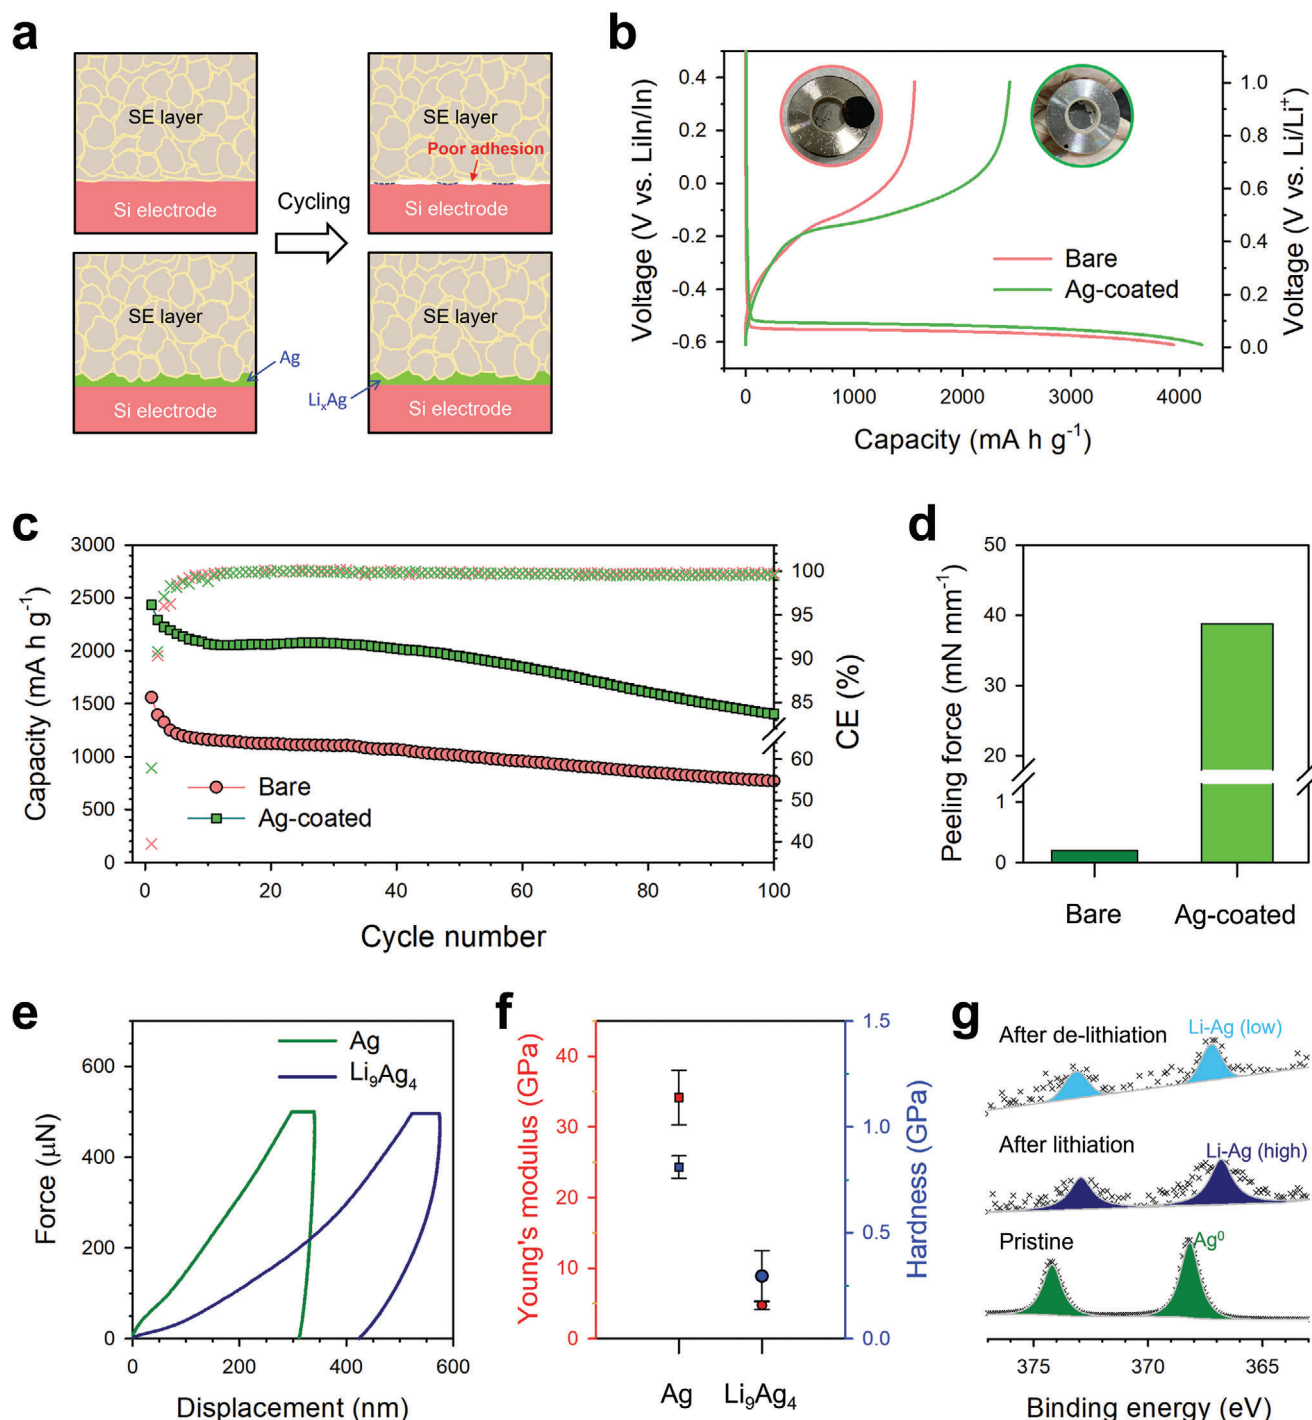 a
SE layer
Si electrode
Cycling
SE layer
Poor adhesion
Si electrode
SE layer
Ag
Si electrode
SE layer
LiₓAg
Si electrode
b
Voltage (V vs. LiIn/In)
0.4
0.2
0.0
-0.2
-0.4
-0.6
Bare
Ag-coated
1.0
0.8
0.6
0.4
0.2
0.0
Voltage (V vs. Li/Li⁺)
0 1000 2000 3000 4000
Capacity (mA h g⁻¹)
c
Capacity (mA h g⁻¹)
3000
2500
2000
1500
1000
500
0
Bare
Ag-coated
100
95
90
85
60
50
40
CE (%)
0 20 40 60 80 100
Cycle number
d
Peeling force (mN mm⁻¹)
50
40
30
20
1
0
Bare Ag-coated
e
Force (μN)
600
400
200
0
Ag
Li₉Ag₄
0 200 400 600
Displacement (nm)
f
Young's modulus (GPa)
40
30
20
10
0
1.5
1.0
0.5
0.0
Hardness (GPa)
Ag Li₉Ag₄
g
After de-lithiation
Li-Ag (low)
After lithiation
Li-Ag (high)
Pristine
Ag⁰
375 370 365
Binding energy (eV)